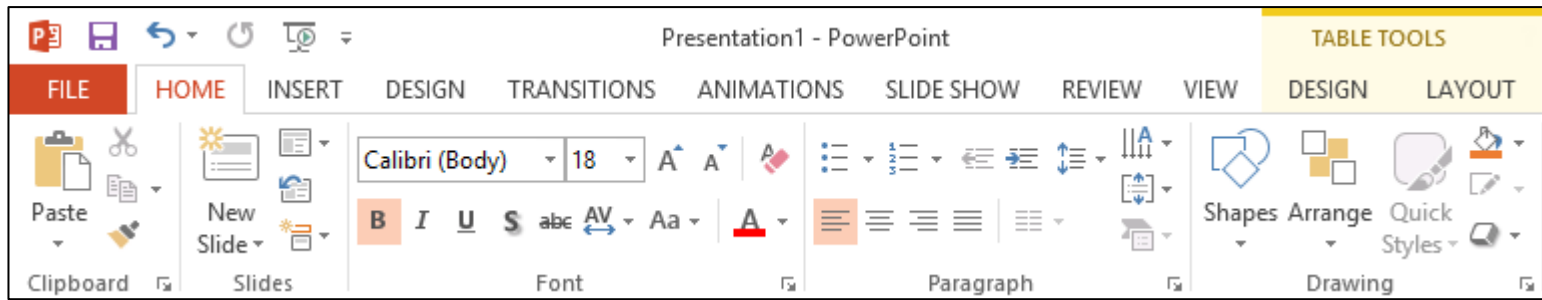 Presentation1 - PowerPoint TABLE TOOLS
FILE HOME INSERT DESIGN TRANSITIONS ANIMATIONS SLIDE SHOW REVIEW VIEW DESIGN LAYOUT
Calibri (Body) 18 A A A
Paste New Slide B I U S abc AV Aa A Shapes Arrange Quick Styles
Clipboard Slides Font Paragraph Drawing